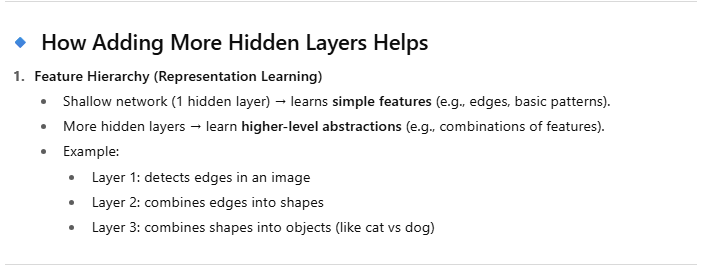 How Adding More Hidden Layers Helps
1. Feature Hierarchy (Representation Learning)
• Shallow network (1 hidden layer) → learns simple features (e.g., edges, basic patterns).
• More hidden layers → learn higher-level abstractions (e.g., combinations of features).
• Example:
• Layer 1: detects edges in an image
• Layer 2: combines edges into shapes
• Layer 3: combines shapes into objects (like cat vs dog)